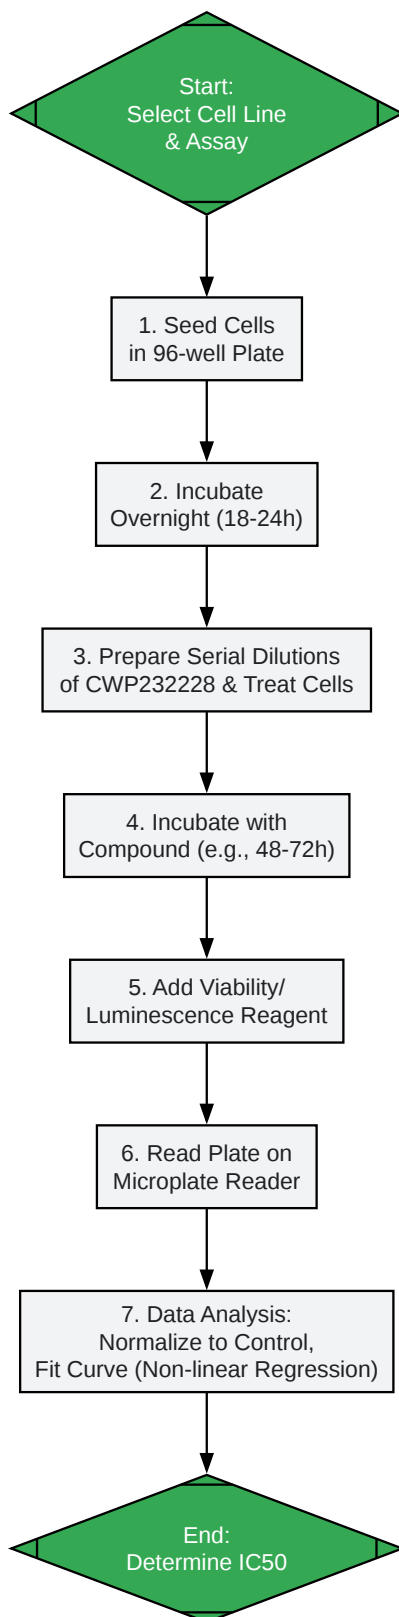 Start:
Select Cell Line
& Assay
1. Seed Cells
in 96-well Plate
2. Incubate
Overnight (18-24h)
3. Prepare Serial Dilutions
of CWP232228 & Treat Cells
4. Incubate with
Compound (e.g., 48-72h)
5. Add Viability/
Luminescence Reagent
6. Read Plate on
Microplate Reader
7. Data Analysis:
Normalize to Control,
Fit Curve (Non-linear Regression)
End:
Determine IC50